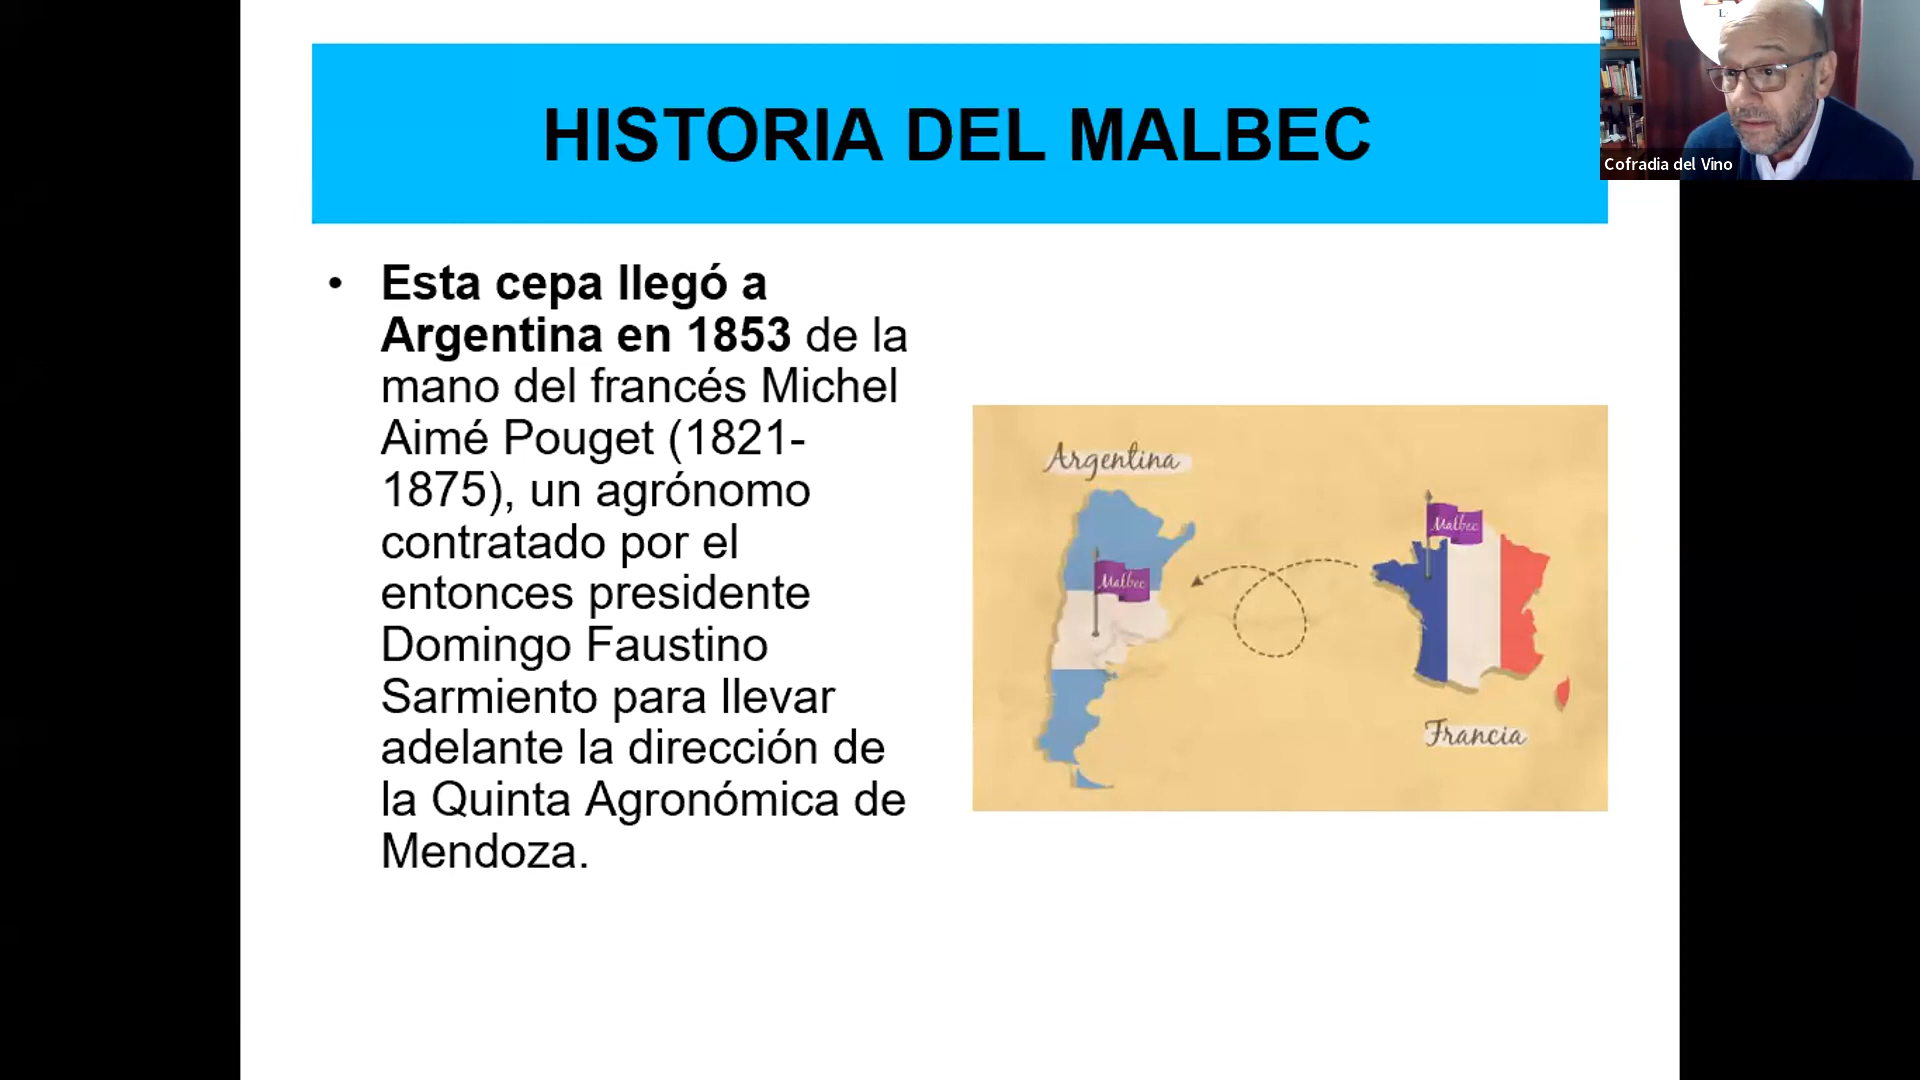 HISTORIA DEL MALBEC
Cofradia del Vino
• Esta cepa llegó a
Argentina en 1853 de la
mano del francés Michel
Aimé Pouget (1821-
1875), un agrónomo
contratado por el
entonces presidente
Domingo Faustino
Sarmiento para llevar
adelante la dirección de
la Quinta Agronómica de
Mendoza.
Argentina
Malbec
Malbec
Francia